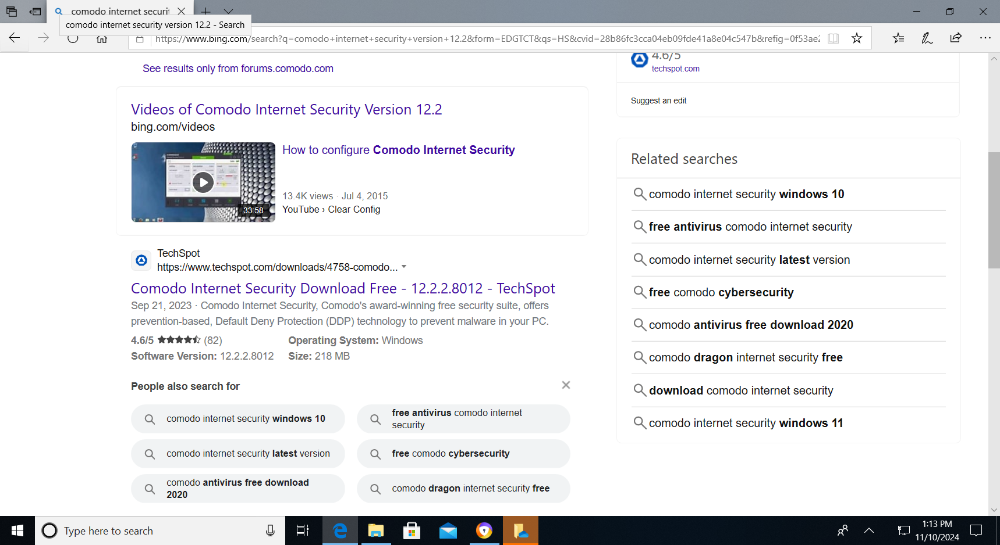 comodo internet securit
comodo internet security version 12.2 - Search
https://www.bing.com/search?q=comodo+internet+security+version+12.2&form=EDGTCT&qs=HS&cvid=28b86fc3cca04eb09fde41a8e04c547b&refig=0f53ae2
See results only from forums.comodo.com
Videos of Comodo Internet Security Version 12.2
bing.com/videos
How to configure Comodo Internet Security
33:58
13.4K views · Jul 4, 2015
YouTube › Clear Config
TechSpot
https://www.techspot.com/downloads/4758-comodo...
Comodo Internet Security Download Free - 12.2.2.8012 - TechSpot
Sep 21, 2023 · Comodo Internet Security, Comodo's award-winning free security suite, offers
prevention-based, Default Deny Protection (DDP) technology to prevent malware in your PC.
4.6/5 (82) Operating System: Windows
Software Version: 12.2.2.8012 Size: 218 MB
People also search for
comodo internet security windows 10
free antivirus comodo internet
security
comodo internet security latest version
free comodo cybersecurity
comodo antivirus free download
2020
comodo dragon internet security free
4.6/5
techspot.com
Suggest an edit
Related searches
comodo internet security windows 10
free antivirus comodo internet security
comodo internet security latest version
free comodo cybersecurity
comodo antivirus free download 2020
comodo dragon internet security free
download comodo internet security
comodo internet security windows 11
Type here to search
1:13 PM
11/10/2024